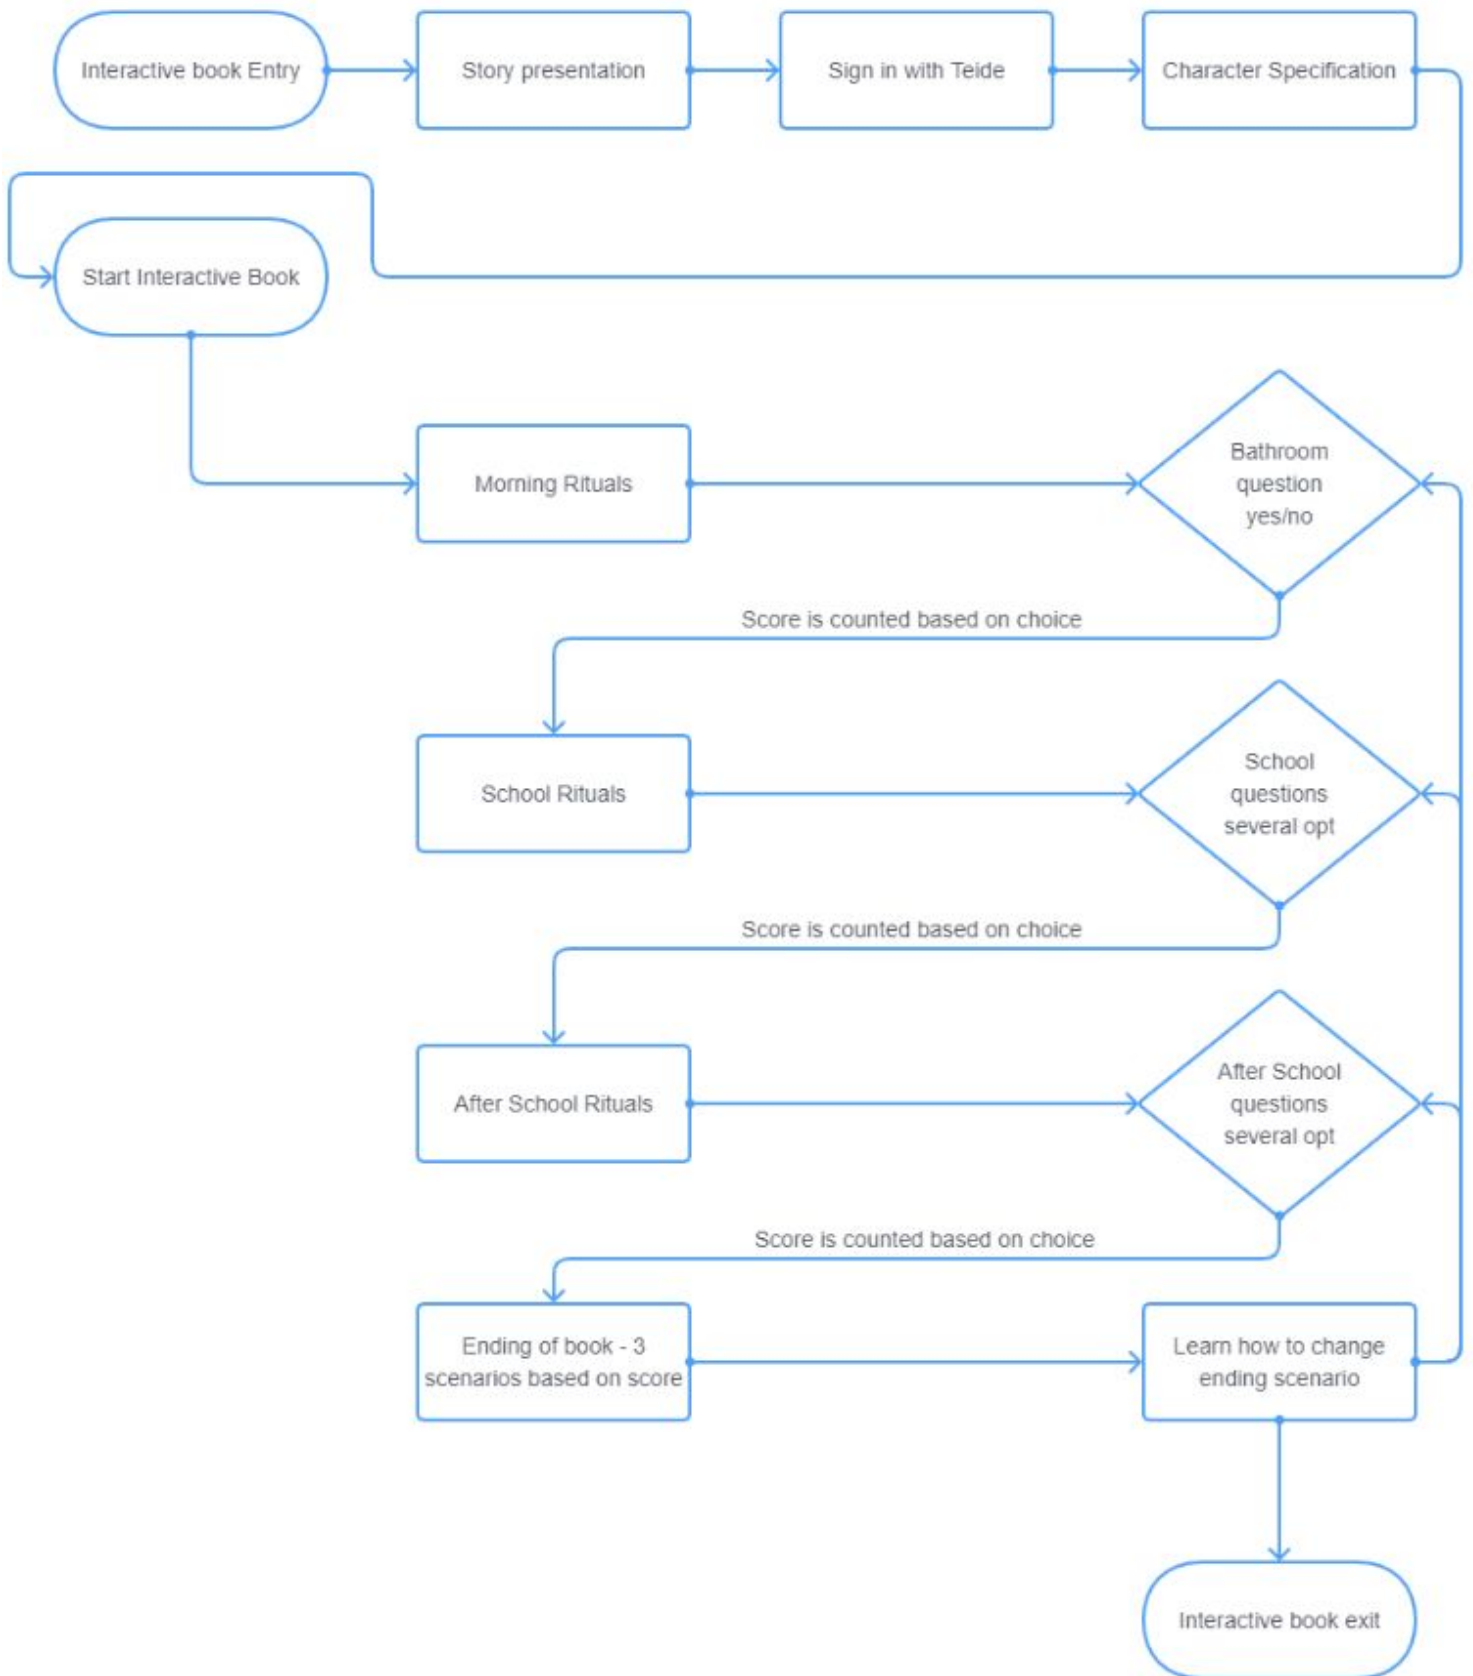 Interactive book Entry
Story presentation
Sign in with Teide
Character Specification
Start Interactive Book
Morning Rituals
Bathroom
question
yes/no
Score is counted based on choice
School Rituals
School
questions
several opt
Score is counted based on choice
After School Rituals
After School
questions
several opt
Score is counted based on choice
Ending of book - 3
scenarios based on score
Learn how to change
ending scenario
Interactive book exit